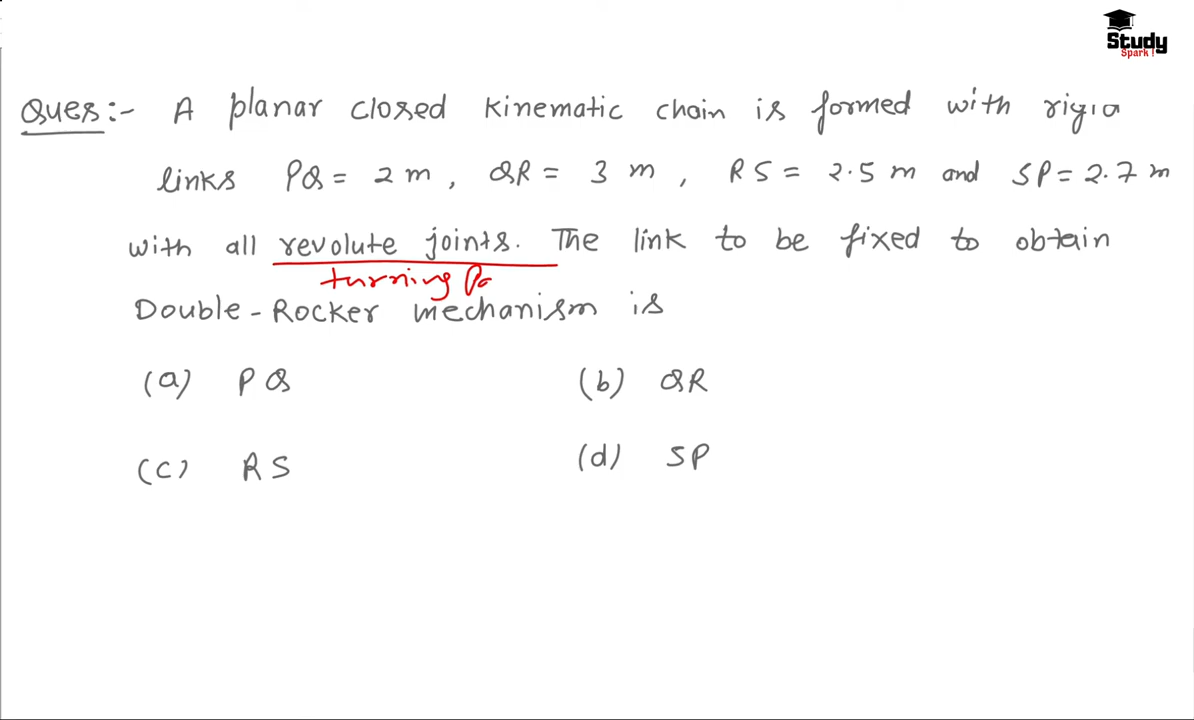 Study
Spark!
Ques:- A planar closed kinematic chain is formed with rigid
links PQ = 2 m, QR = 3 m, RS = 2.5 m and SP = 2.7 m
with all revolute joints. The link to be fixed to obtain
turning Pa
Double-Rocker mechanism is
(a) PQ (b) QR
(c) RS (d) SP